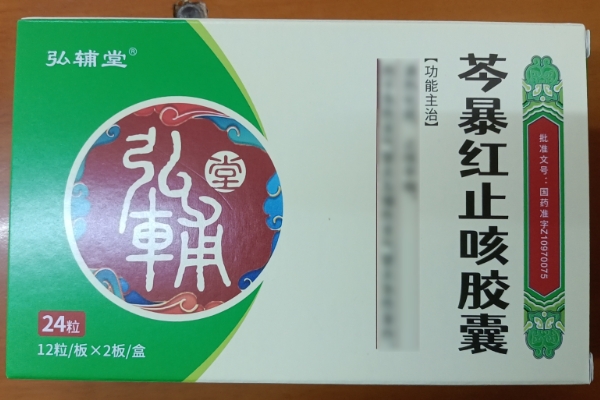 弘辅堂®
弘輔堂
24粒
12粒/板×2板/盒
【功能主治】
芩暴红止咳胶囊
批准文号：国药准字Z10970075